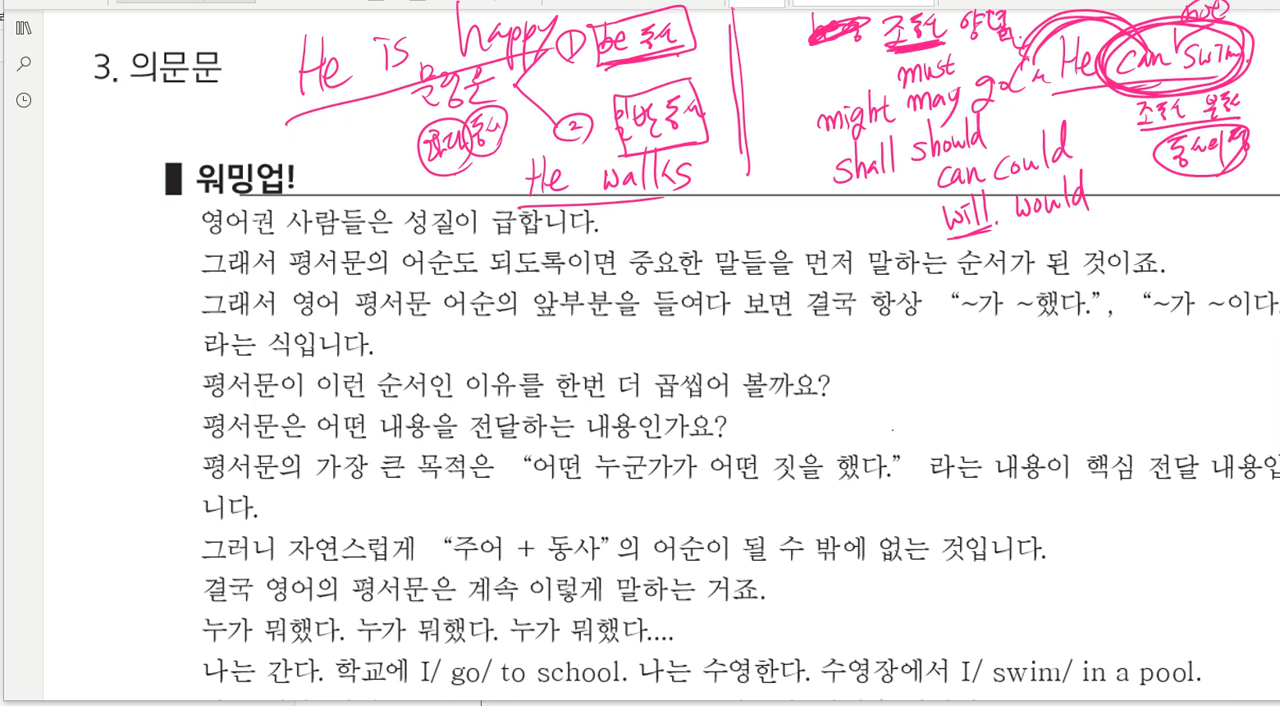 He is happy
① be 동사
② 일반동사
He walks
조동사
must
might may
shall should
can could
will. would
He can swim.
3. 의문문
워밍업!
영어권 사람들은 성질이 급합니다.
그래서 평서문의 어순도 되도록이면 중요한 말들을 먼저 말하는 순서가 된 것이죠.
그래서 영어 평서문 어순의 앞부분을 들여다 보면 결국 항상 “~가 ~했다.”, “~가 ~이다.
라는 식입니다.
평서문이 이런 순서인 이유를 한번 더 곱씹어 볼까요?
평서문은 어떤 내용을 전달하는 내용인가요?
평서문의 가장 큰 목적은 “어떤 누군가가 어떤 짓을 했다.” 라는 내용이 핵심 전달 내용입
니다.
그러니 자연스럽게 “주어 + 동사”의 어순이 될 수 밖에 없는 것입니다.
결국 영어의 평서문은 계속 이렇게 말하는 거죠.
누가 뭐했다. 누가 뭐했다. 누가 뭐했다....
나는 간다. 학교에 I/ go/ to school. 나는 수영한다. 수영장에서 I/ swim/ in a pool.